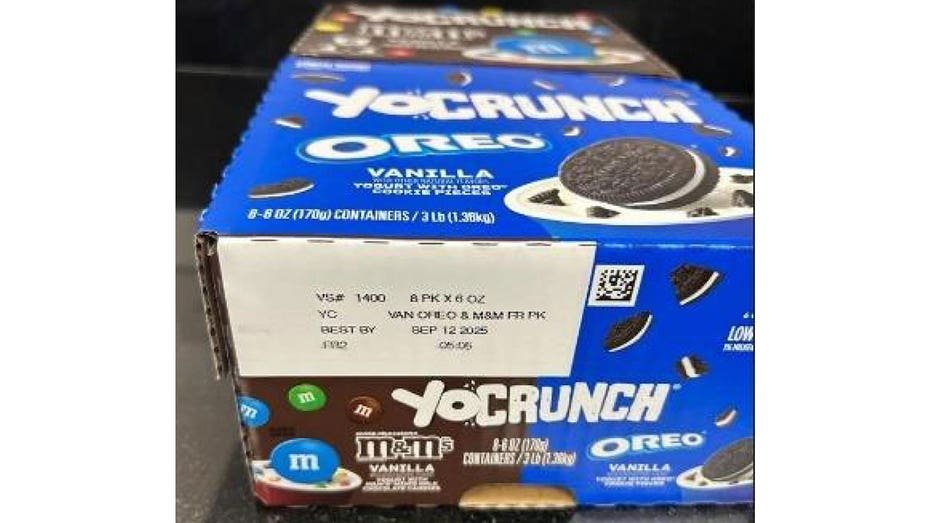 YOCRUNCH
m
YOCRUNCH
OREO
VANILLA
YOGURT WITH OREO
COOKIE PIECES
8-6 OZ (170g) CONTAINERS / 3 Lb (1.36kg)
VS# 1400 8 PK X 6 OZ
YC VAN OREO & M&M FR PK
BEST BY SEP 12 2025
05:05
LOW
YOCRUNCH
m
m
m
m
m&m's
VANILLA
8-6 OZ (170g)
CONTAINERS / 3 Lb (1.36kg)
OREO
VANILLA